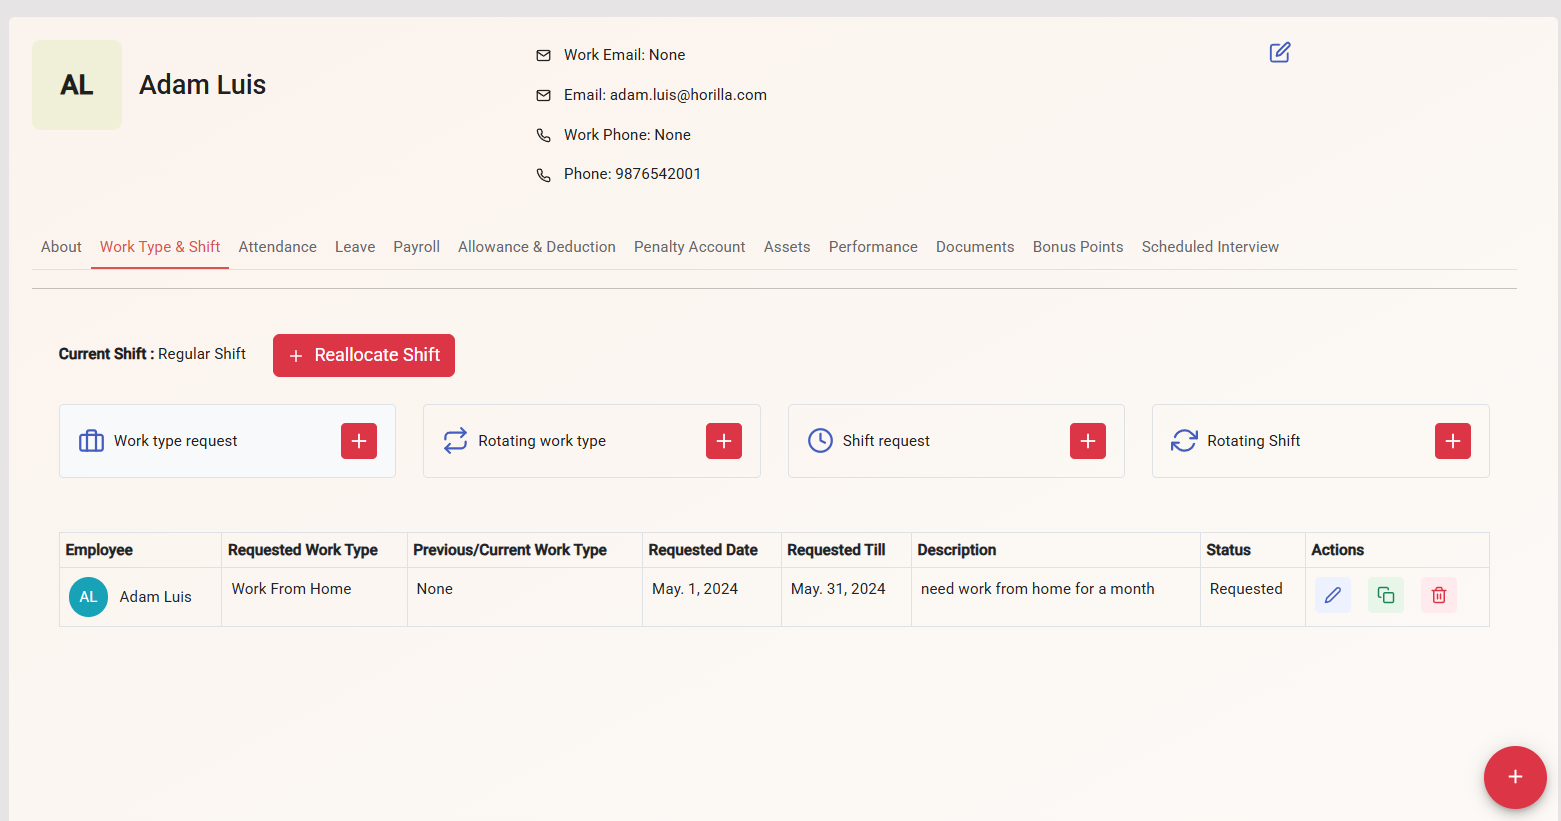 AL
Adam Luis
Work Email: None
Email: adam.luis@horilla.com
Work Phone: None
Phone: 9876542001
About Work Type & Shift Attendance Leave Payroll Allowance & Deduction Penalty Account Assets Performance Documents Bonus Points Scheduled Interview
Current Shift : Regular Shift
+ Reallocate Shift
Work type request +
Rotating work type +
Shift request +
Rotating Shift +
Employee Requested Work Type Previous/Current Work Type Requested Date Requested Till Description Status Actions
AL Adam Luis Work From Home None May. 1, 2024 May. 31, 2024 need work from home for a month Requested
+